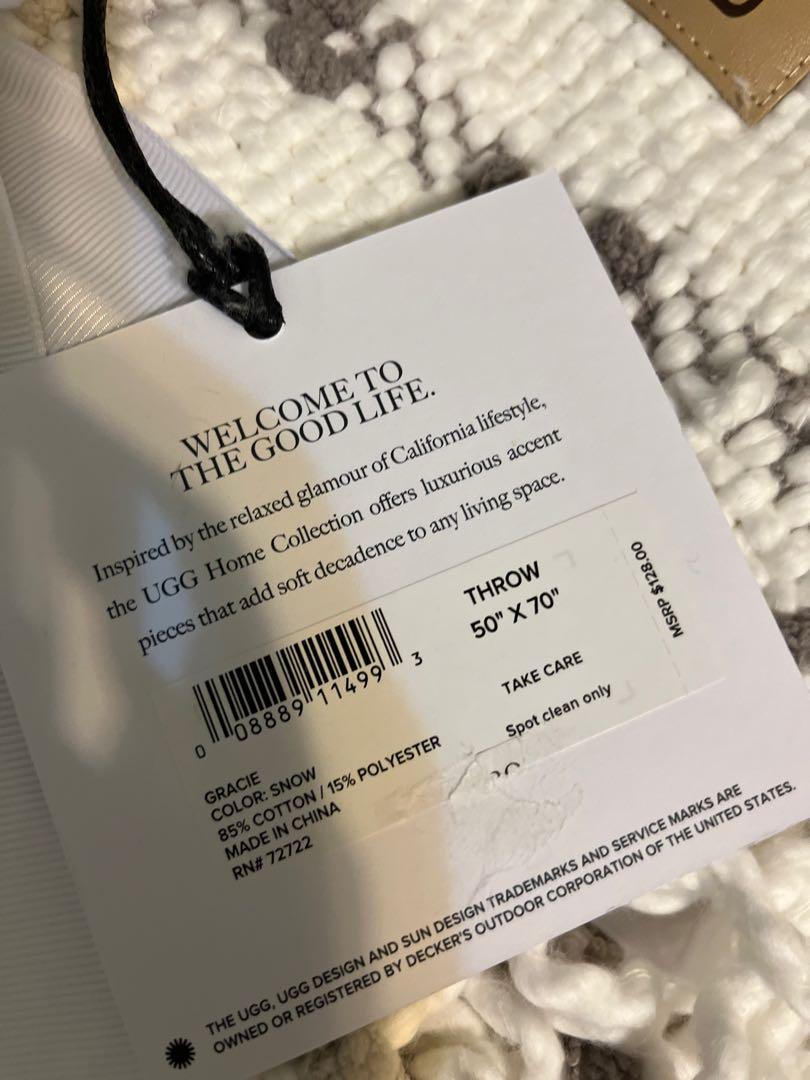 WELCOME TO
THE GOOD LIFE.
Inspired by the relaxed glamour of California lifestyle,
the UGG Home Collection offers luxurious accent
pieces that add soft decadence to any living space.
THROW
50" X 70"
MSRP $128.00
0 08889 11499 3
TAKE CARE
Spot clean only
GRACIE
COLOR: SNOW
85% COTTON / 15% POLYESTER
MADE IN CHINA
RN# 72722
THE UGG, UGG DESIGN AND SUN DESIGN TRADEMARKS AND SERVICE MARKS ARE
OWNED OR REGISTERED BY DECKER'S OUTDOOR CORPORATION OF THE UNITED STATES.